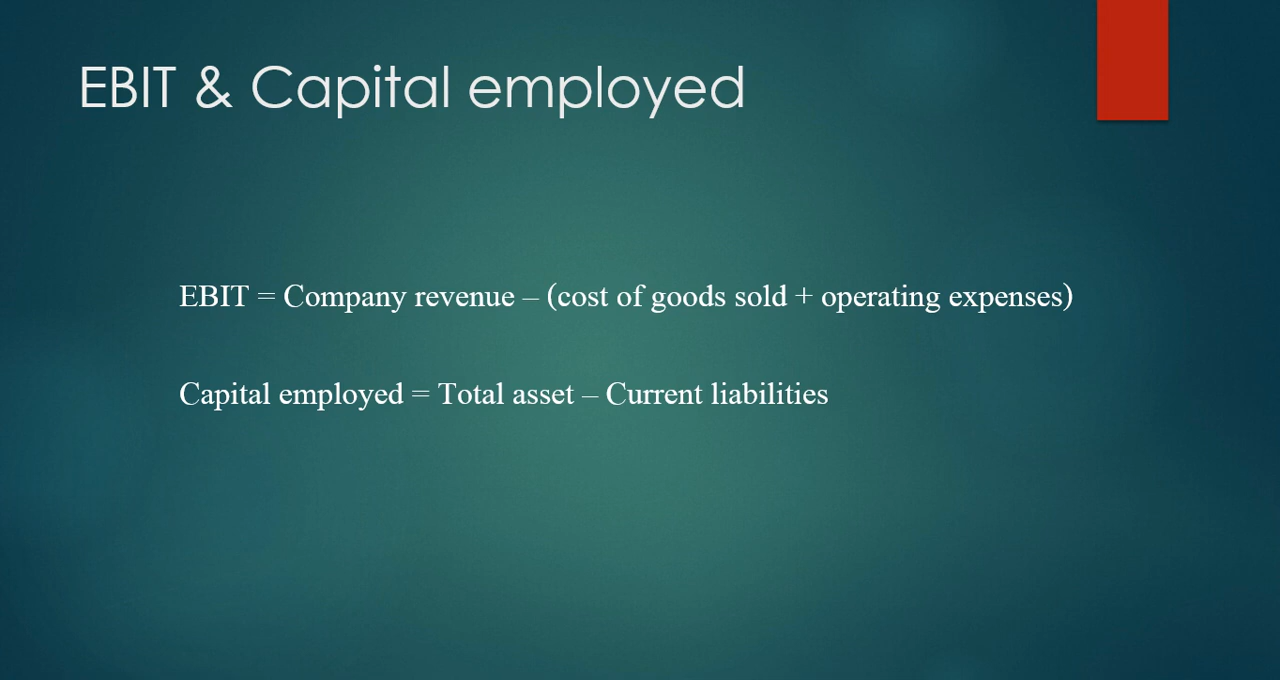 EBIT & Capital employed
EBIT = Company revenue – (cost of goods sold + operating expenses)
Capital employed = Total asset – Current liabilities